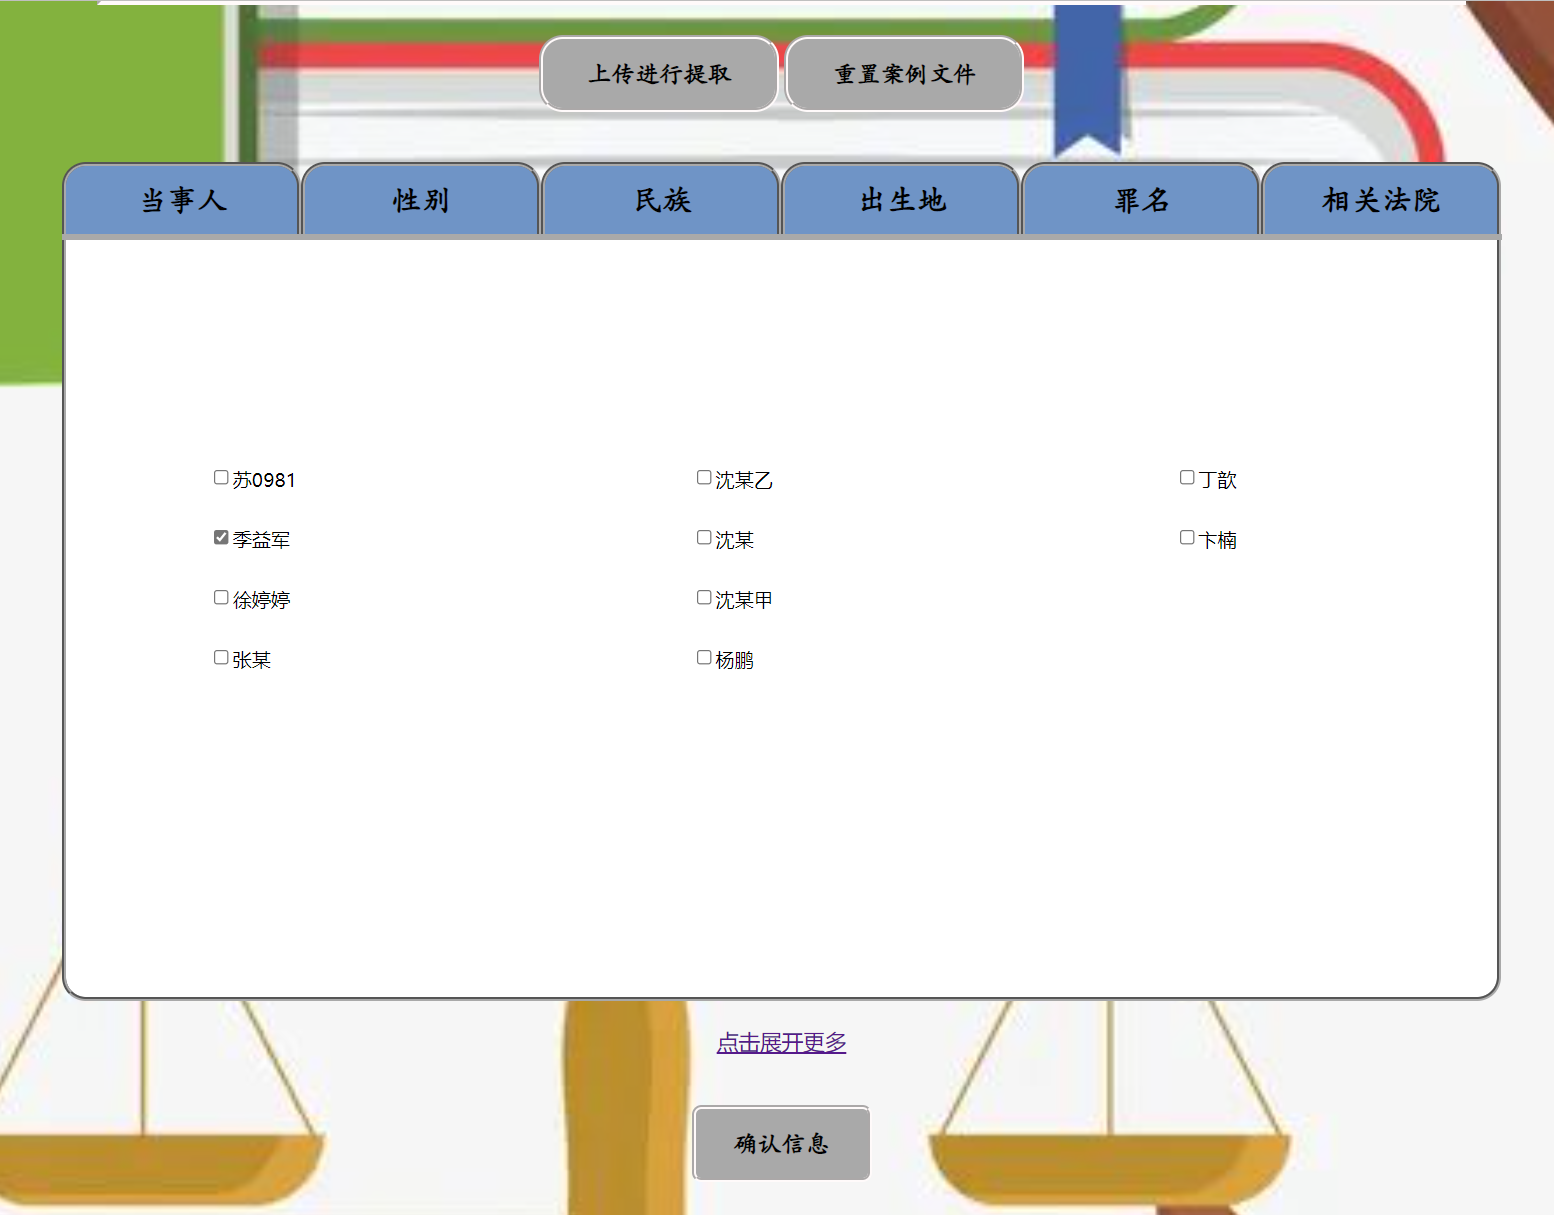 上传进行提取 重置案例文件
当事人 性别 民族 出生地 罪名 相关法院
苏0981 沈某乙 丁歆
季益军 沈某 卞楠
徐婷婷 沈某甲
张某 杨鹏
点击展开更多
确认信息